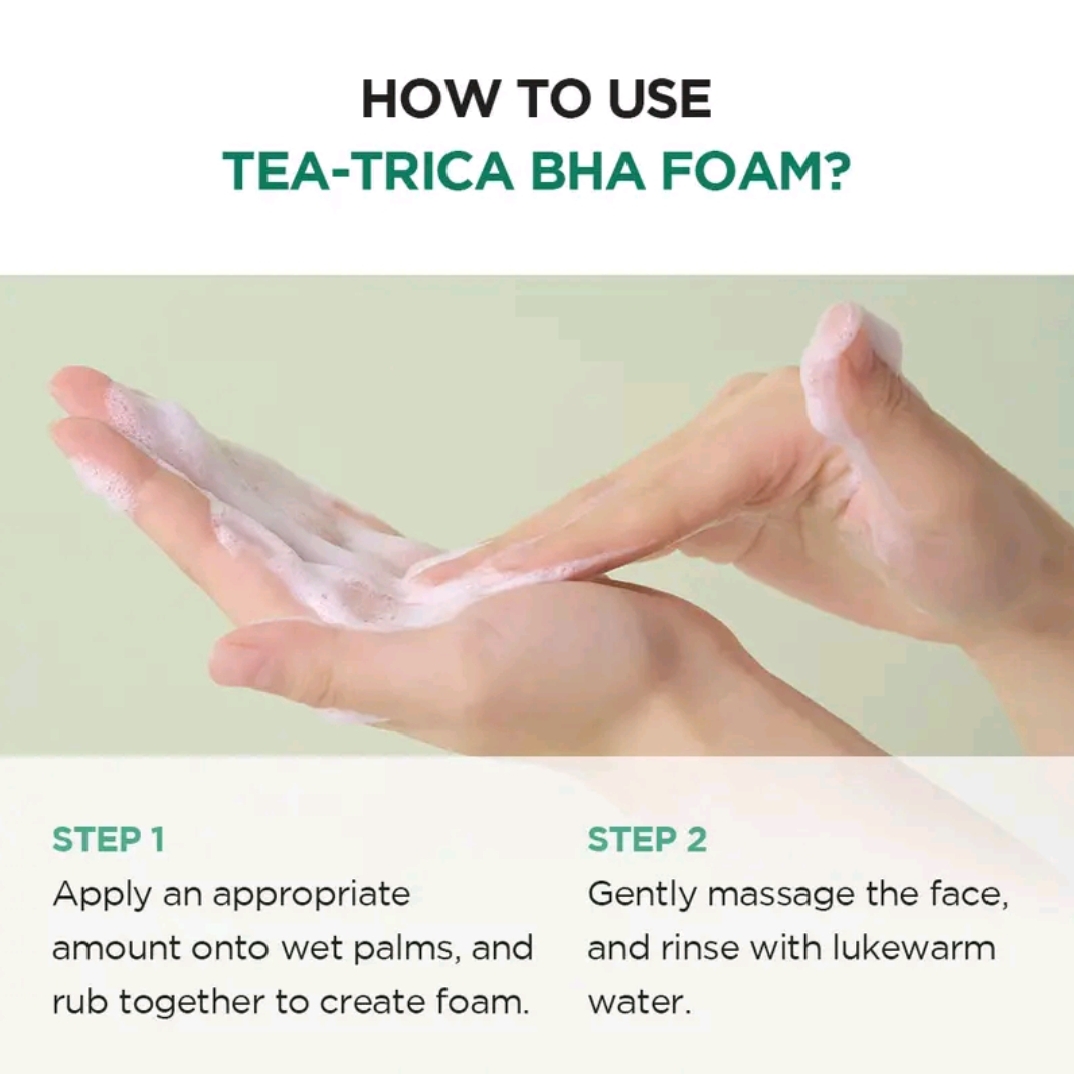 HOW TO USE
TEA-TRICA BHA FOAM?
STEP 1
Apply an appropriate
amount onto wet palms, and
rub together to create foam.
STEP 2
Gently massage the face,
and rinse with lukewarm
water.